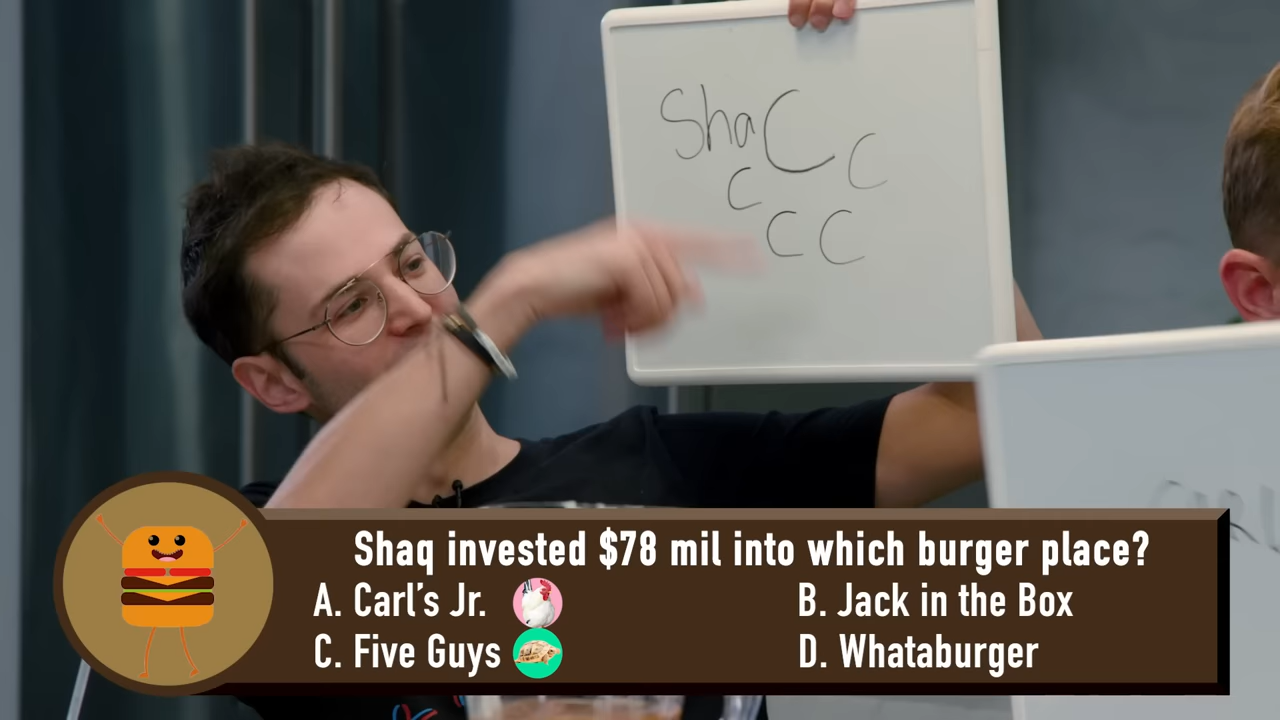 ShaC C
C
C C
Shaq invested $78 mil into which burger place?
A. Carl's Jr. B. Jack in the Box
C. Five Guys D. Whataburger